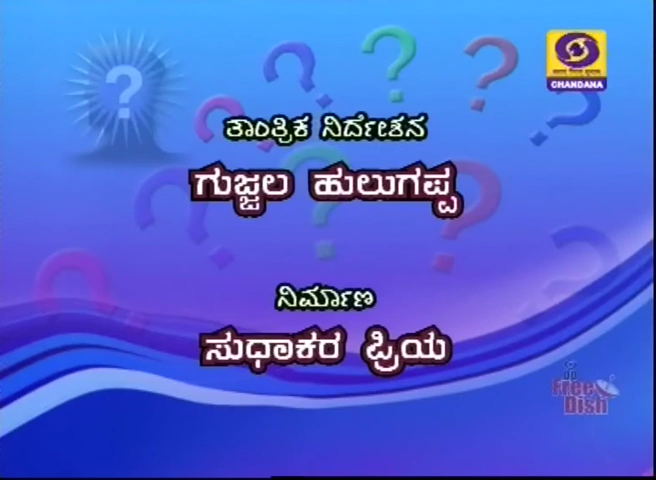 CHANDANA
ತಾಂತ್ರಿಕ ನಿರ್ದೇಶನ
ಗುಜ್ಜಲ ಹುಲುಗಪ್ಪ
ನಿರ್ಮಾಣ
ಸುಧಾಕರ ಪ್ರಿಯ
Free
Dish